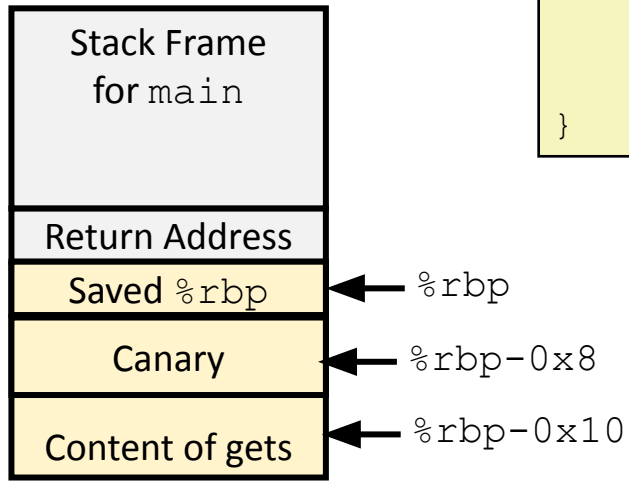 }
Stack Frame
for main
Return Address
Saved %rbp
%rbp
Canary
%rbp-0x8
Content of gets
%rbp-0x10